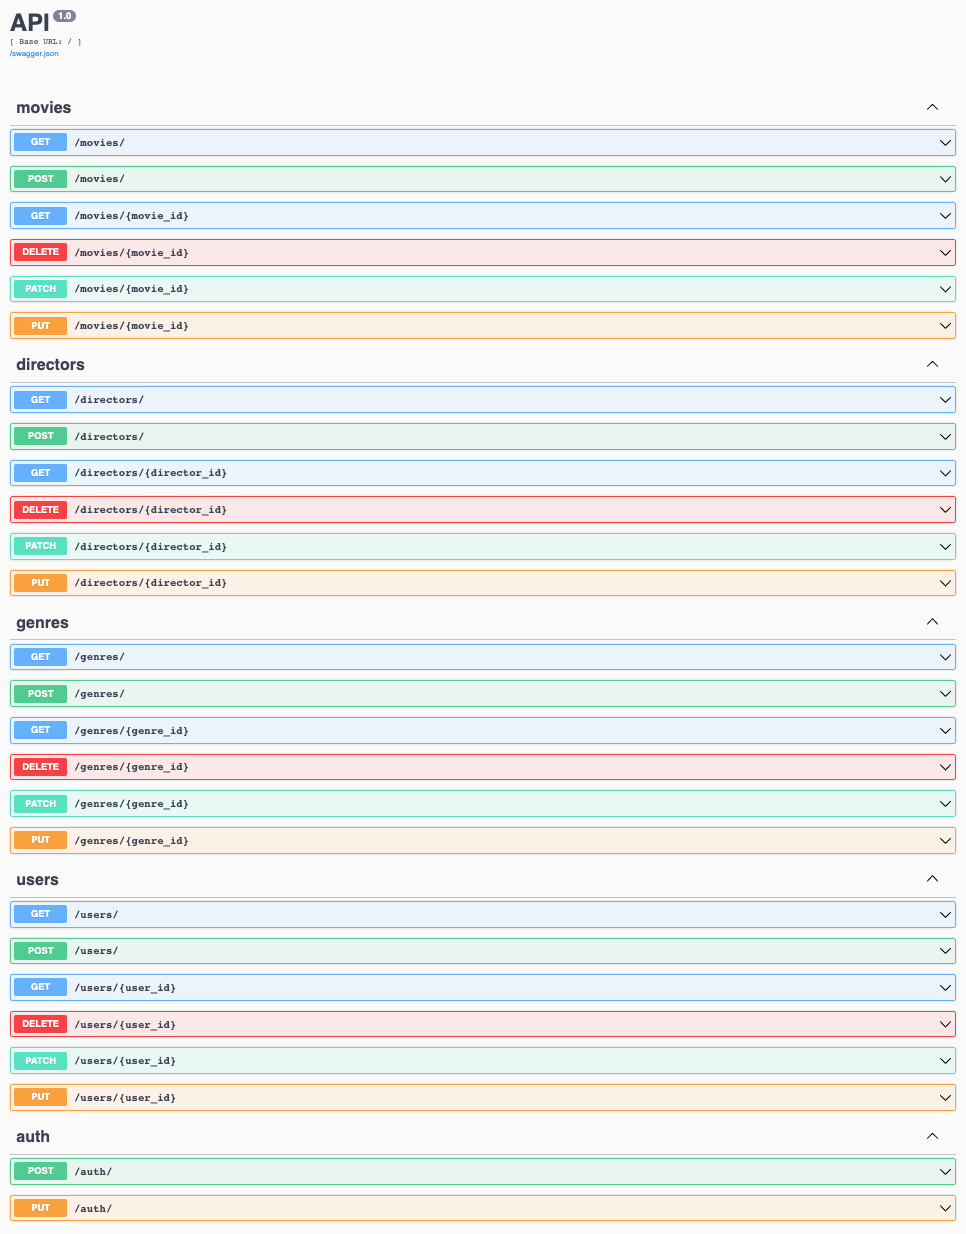 API 1.0
[ Base URL: / ]
/swagger.json
movies
GET /movies/
POST /movies/
GET /movies/{movie_id}
DELETE /movies/{movie_id}
PATCH /movies/{movie_id}
PUT /movies/{movie_id}
directors
GET /directors/
POST /directors/
GET /directors/{director_id}
DELETE /directors/{director_id}
PATCH /directors/{director_id}
PUT /directors/{director_id}
genres
GET /genres/
POST /genres/
GET /genres/{genre_id}
DELETE /genres/{genre_id}
PATCH /genres/{genre_id}
PUT /genres/{genre_id}
users
GET /users/
POST /users/
GET /users/{user_id}
DELETE /users/{user_id}
PATCH /users/{user_id}
PUT /users/{user_id}
auth
POST /auth/
PUT /auth/